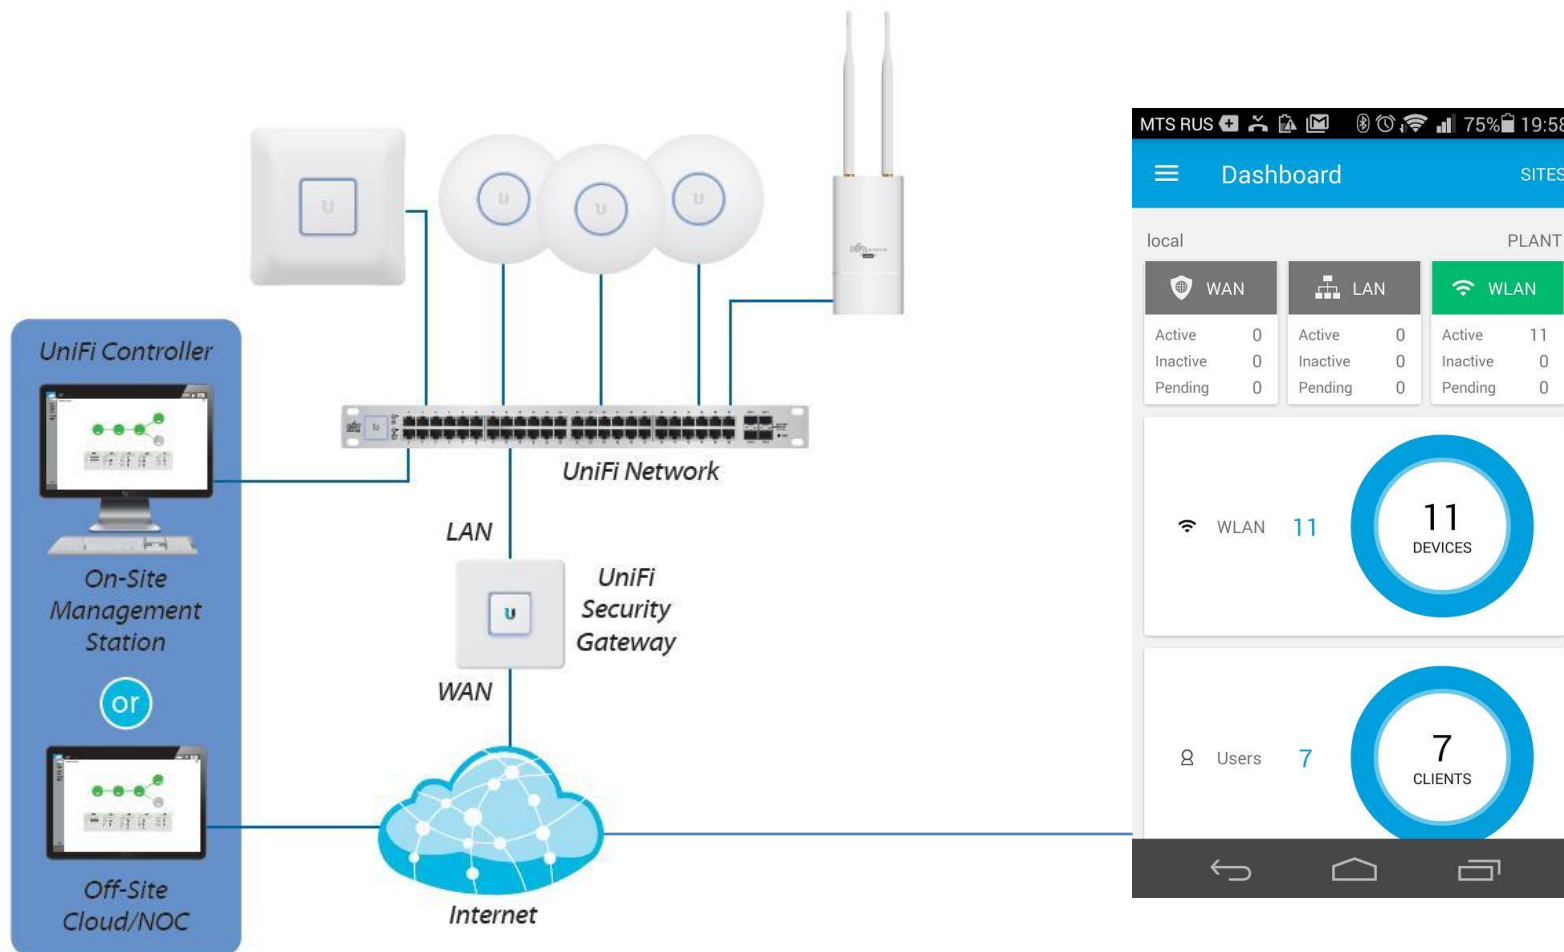 UniFi Controller
On-Site
Management
Station
or
Off-Site
Cloud/NOC
UniFi Network
LAN
UniFi
Security
Gateway
WAN
Internet
MTS RUS 75% 19:58
Dashboard SITES
local PLANT
WAN LAN WLAN
Active 0 Active 0 Active 11
Inactive 0 Inactive 0 Inactive 0
Pending 0 Pending 0 Pending 0
WLAN 11
11
DEVICES
Users 7
7
CLIENTS